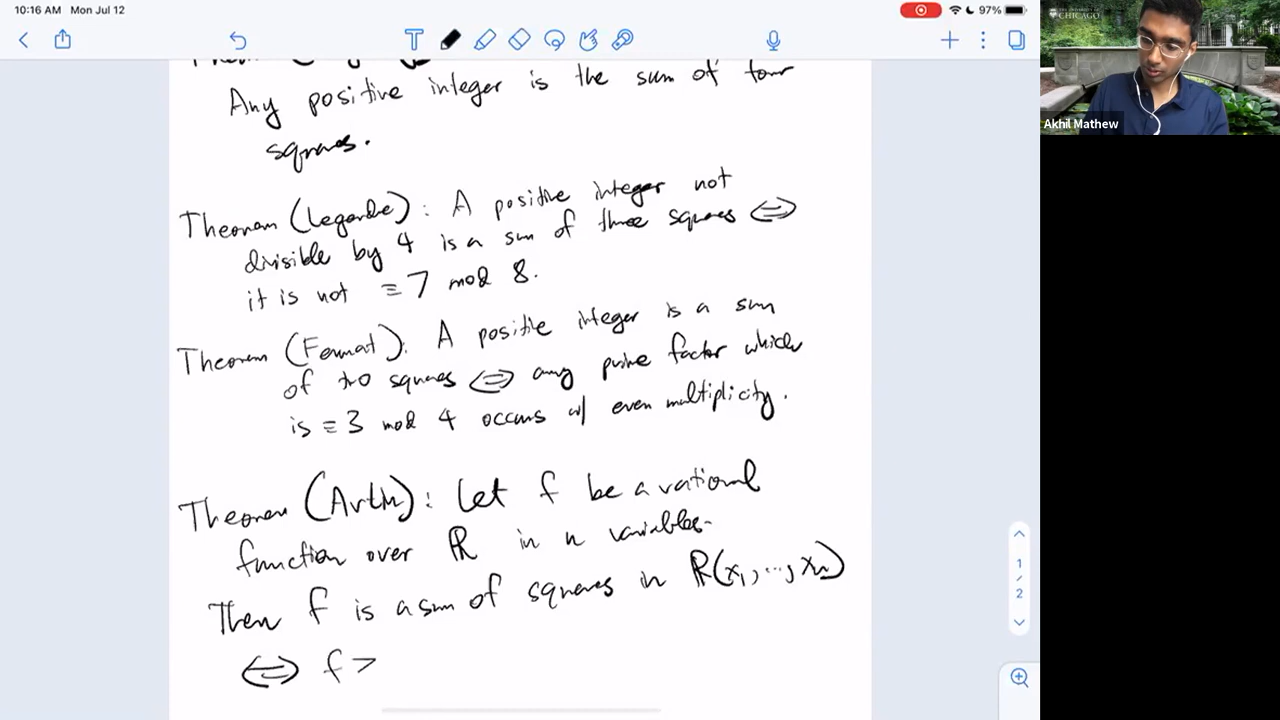 10:16 AM Mon Jul 12
97%
THE UNIVERSITY OF
CHICAGO
Akhil Mathew
Any positive integer is the sum of four
squares.
Theorem (Legendre): A positive integer not
divisible by 4 is a sum of three squares ⟺
it is not ≡ 7 mod 8.
Theorem (Fermat): A positive integer is a sum
of two squares ⟺ any prime factor which
is ≡ 3 mod 4 occurs w/ even multiplicity.
Theorem (Artin): Let f be a rational
function over ℝ in n variables.
Then f is a sum of squares in ℝ(x₁, ..., xₙ)
⟺ f >
1
/
2